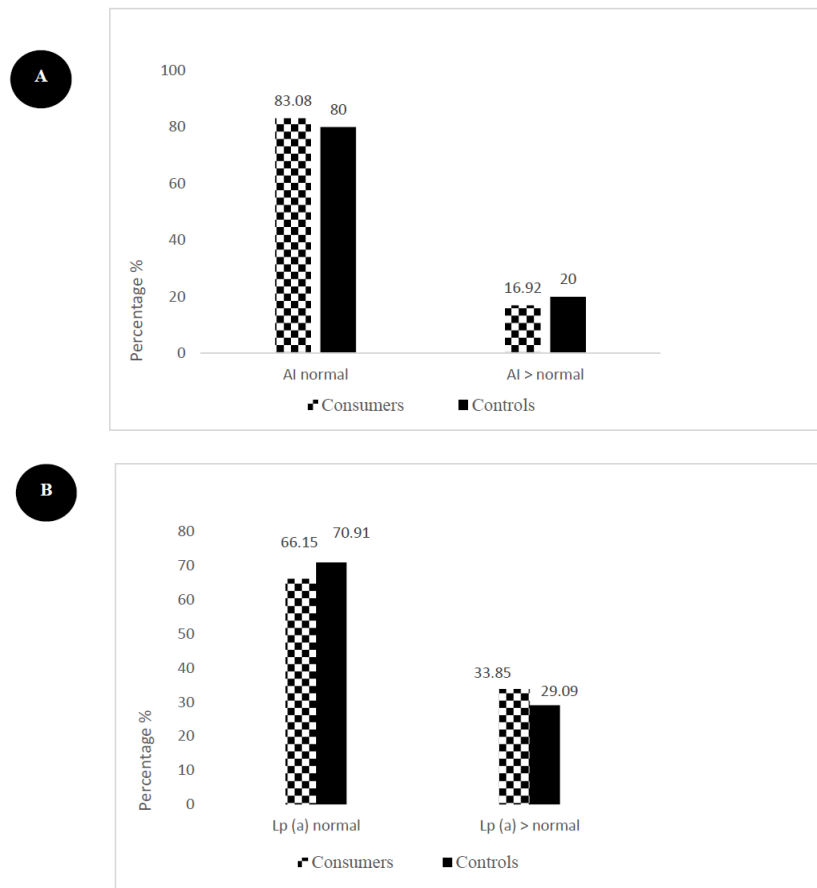 A
100
83.08
80
80
60
40
20
16.92
20
0
Percentage %
AI normal
AI > normal
Consumers
Controls
B
80
70
66.15
70.91
60
50
40
33.85
29.09
30
20
10
0
Percentage %
Lp (a) normal
Lp (a) > normal
Consumers
Controls